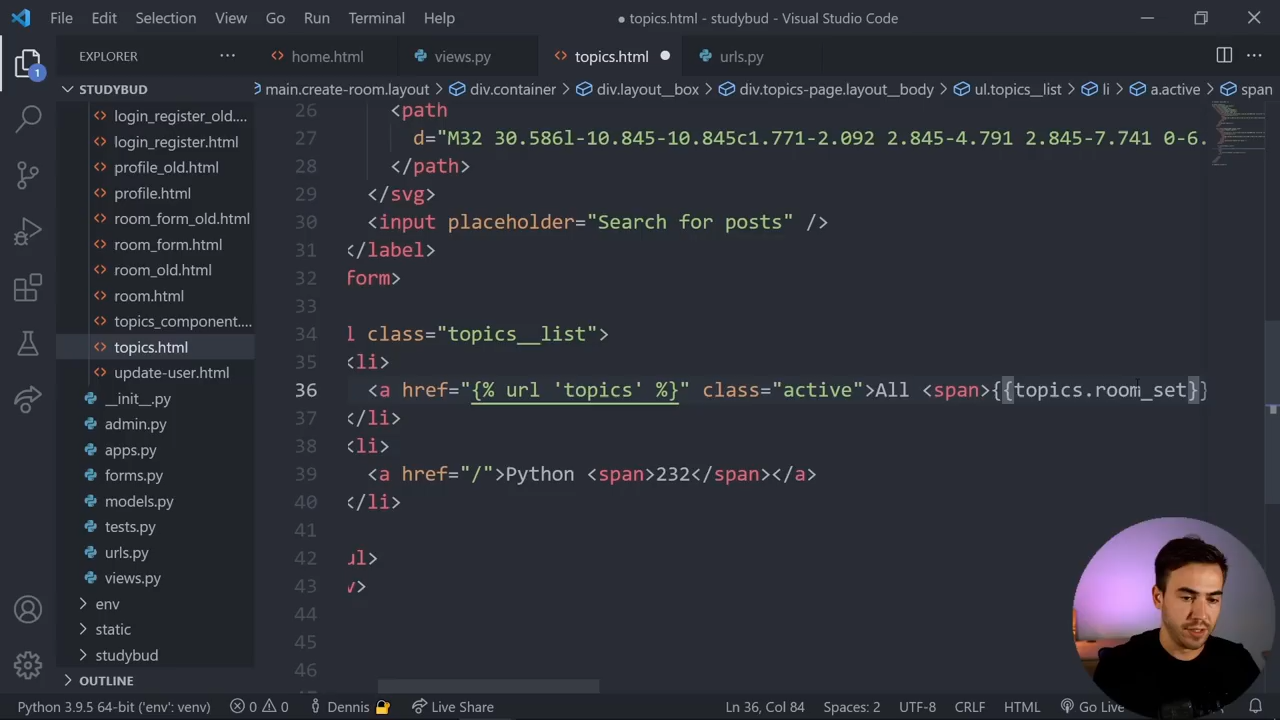 File Edit Selection View Go Run Terminal Help
● topics.html - studybud - Visual Studio Code
EXPLORER
home.html
views.py
topics.html
urls.py
STUDYBUD
main.create-room.layout
div.container
div.layout__box
div.topics-page.layout__body
ul.topics__list
li
a.active
span
login_register_old....
login_register.html
profile_old.html
profile.html
room_form_old.html
room_form.html
room_old.html
room.html
topics_component....
topics.html
update-user.html
__init__.py
admin.py
apps.py
forms.py
models.py
tests.py
urls.py
views.py
env
static
studybud
OUTLINE
1
26 <path
27 d="M32 30.586l-10.845-10.845c1.771-2.092 2.845-4.791 2.845-7.741 0-6.
28 </path>
29 </svg>
30 <input placeholder="Search for posts" />
31 </label>
32 form>
33
34 l class="topics__list">
35 <li>
36 <a href="{% url 'topics' %}" class="active">All <span>{{topics.room_set}}
37 </li>
38 <li>
39 <a href="/">Python <span>232</span></a>
40 </li>
41
42 ul>
43 v>
44
45
46
Python 3.9.5 64-bit ('env': venv) 0 0 Dennis Live Share
Ln 36, Col 84 Spaces: 2 UTF-8 CRLF HTML Go Live